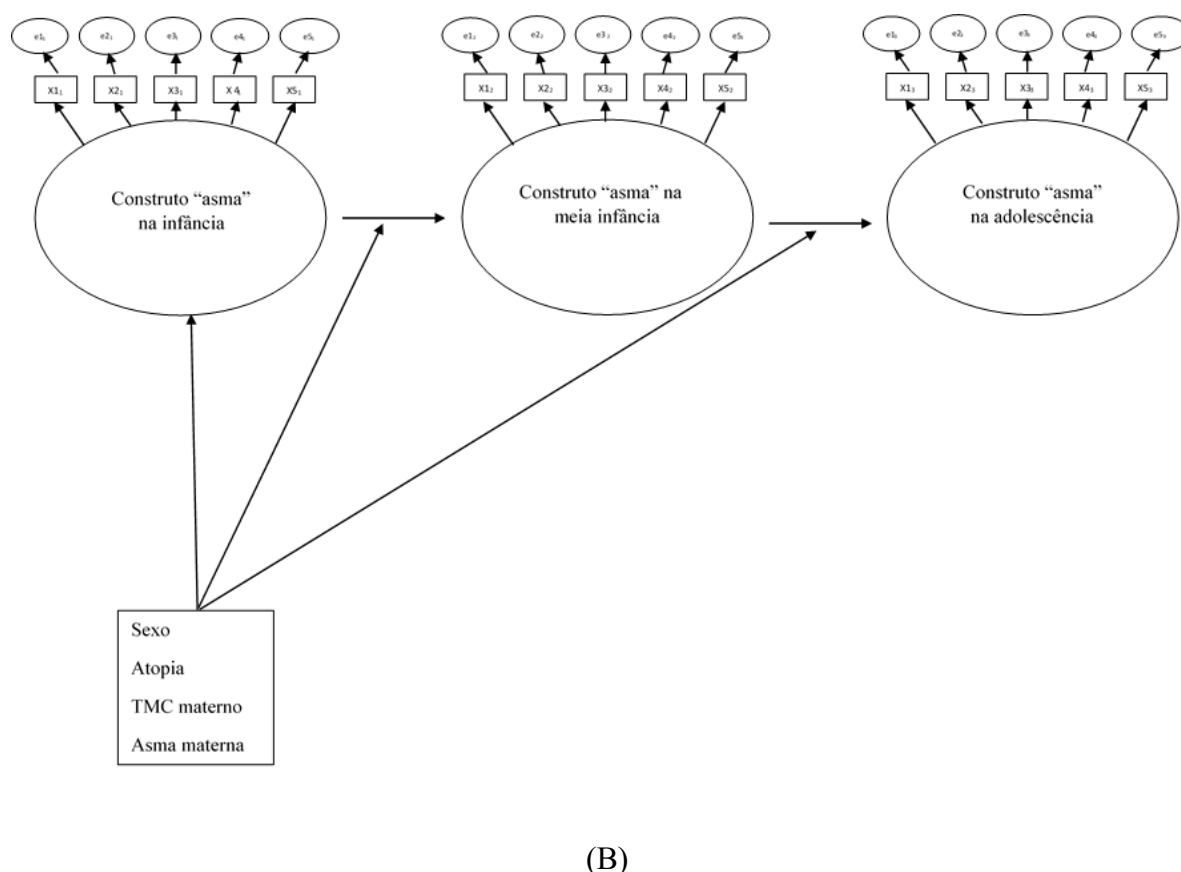 e1₁ e2₁ e3₁ e4₁ e5₁ e1₂ e2₂ e3₂ e4₂ e5₂ e1₃ e2₃ e3₃ e4₃ e5₃
X1₁ X2₁ X3₁ X4₁ X5₁ X1₂ X2₂ X3₂ X4₂ X5₂ X1₃ X2₃ X3₃ X4₃ X5₃
Construto “asma”
na infância
Construto “asma” na
meia infância
Construto “asma”
na adolescência
Sexo
Atopia
TMC materno
Asma materna
(B)